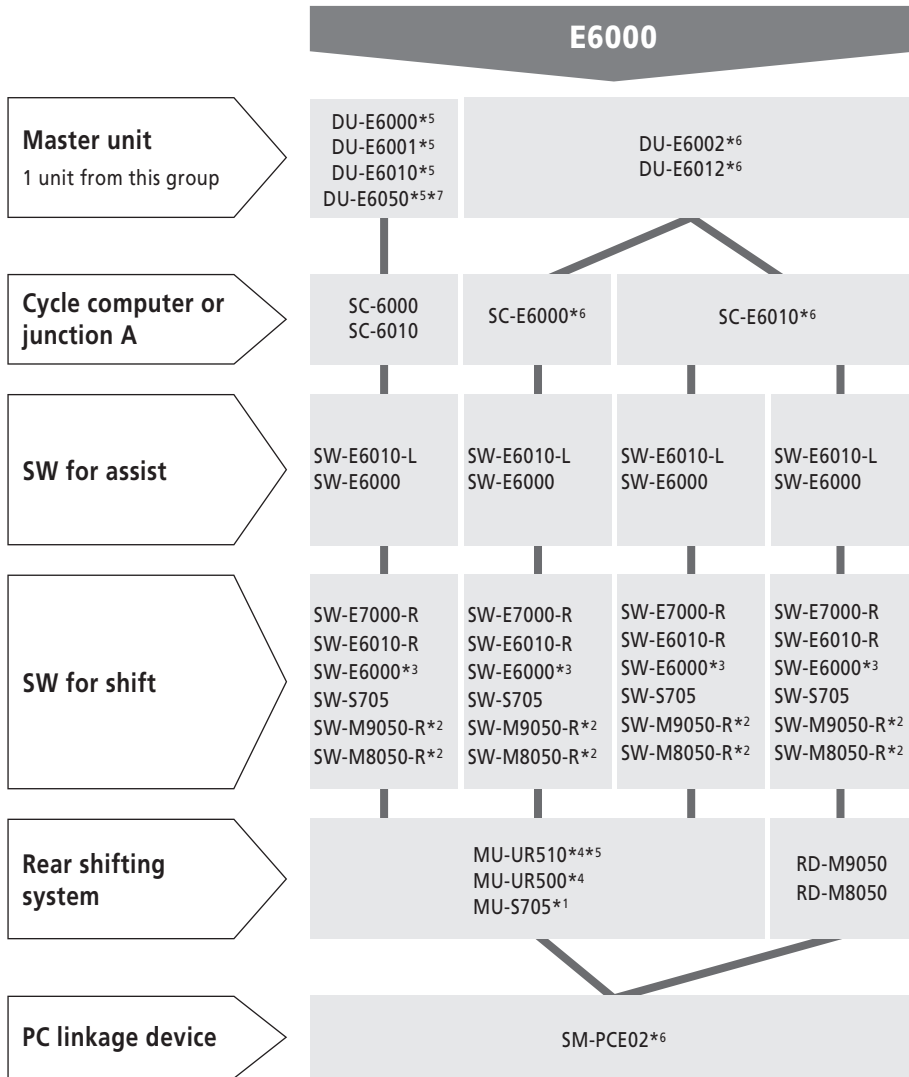 E6000
Master unit
1 unit from this group
DU-E6000*5
DU-E6001*5
DU-E6010*5
DU-E6050*5*7
DU-E6002*6
DU-E6012*6
Cycle computer or
junction A
SC-6000
SC-6010
SC-E6000*6
SC-E6010*6
SW for assist
SW-E6010-L
SW-E6000
SW-E6010-L
SW-E6000
SW-E6010-L
SW-E6000
SW-E6010-L
SW-E6000
SW for shift
SW-E7000-R
SW-E6010-R
SW-E6000*3
SW-S705
SW-M9050-R*2
SW-M8050-R*2
SW-E7000-R
SW-E6010-R
SW-E6000*3
SW-S705
SW-M9050-R*2
SW-M8050-R*2
SW-E7000-R
SW-E6010-R
SW-E6000*3
SW-S705
SW-M9050-R*2
SW-M8050-R*2
SW-E7000-R
SW-E6010-R
SW-E6000*3
SW-S705
SW-M9050-R*2
SW-M8050-R*2
Rear shifting
system
MU-UR510*4*5
MU-UR500*4
MU-S705*1
RD-M9050
RD-M8050
PC linkage device
SM-PCE02*6